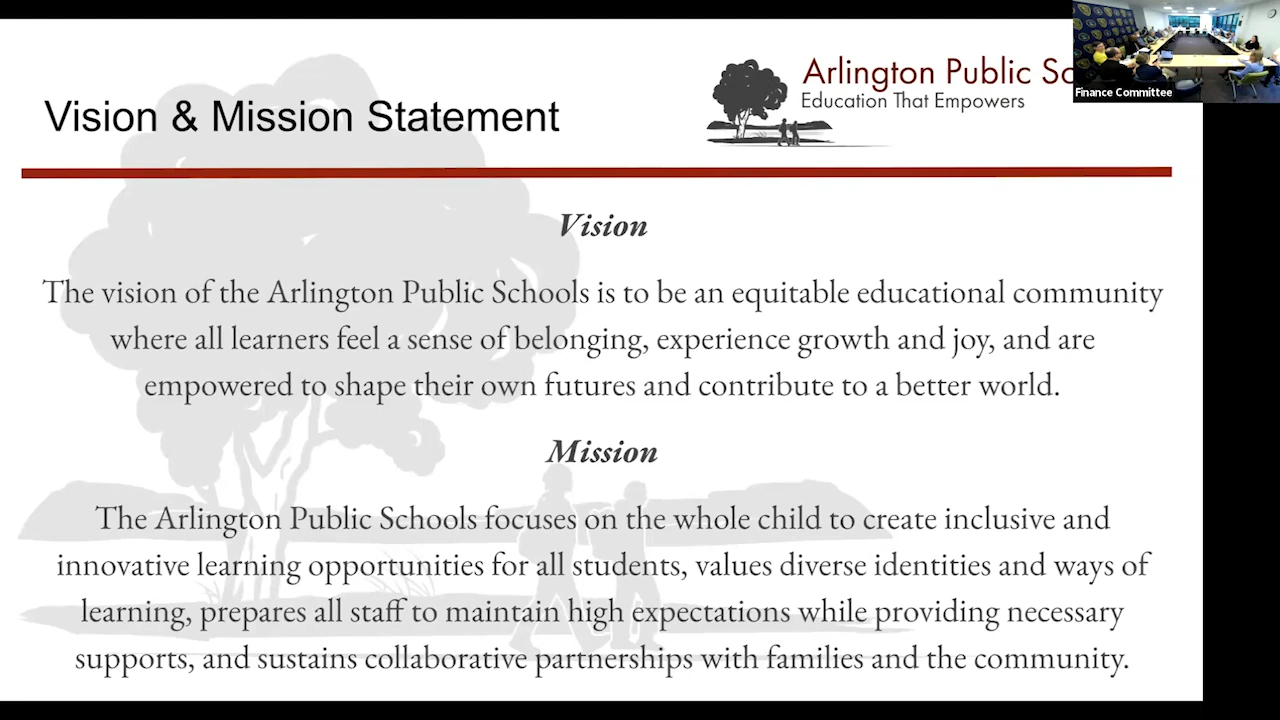 Vision & Mission Statement
Arlington Public Sc
Education That Empowers
Finance Committee
Vision
The vision of the Arlington Public Schools is to be an equitable educational community
where all learners feel a sense of belonging, experience growth and joy, and are
empowered to shape their own futures and contribute to a better world.
Mission
The Arlington Public Schools focuses on the whole child to create inclusive and
innovative learning opportunities for all students, values diverse identities and ways of
learning, prepares all staff to maintain high expectations while providing necessary
supports, and sustains collaborative partnerships with families and the community.